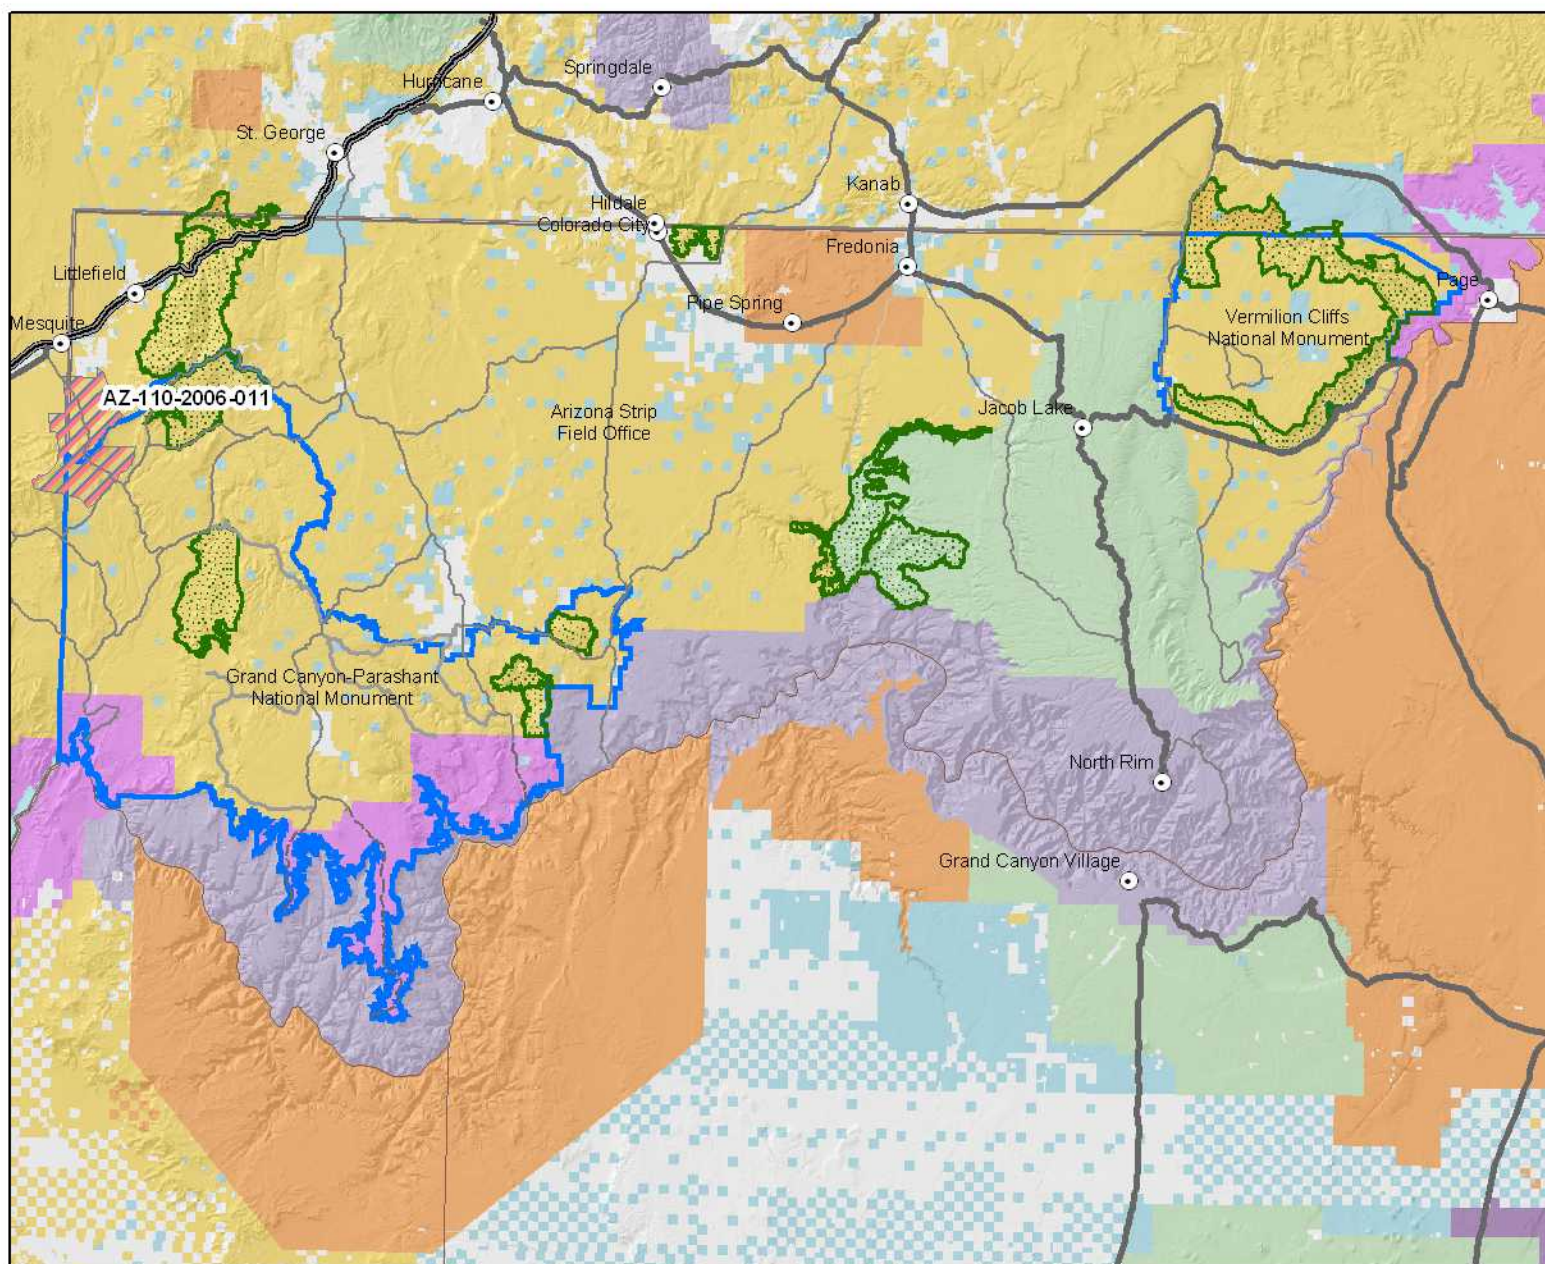 Springdale
Hurricane
St. George
Kanab
Hildale
Colorado City
Fredonia
Littlefield
Page
Pipe Spring
Mesquite
Vermilion Cliffs
National Monument
AZ-110-2006-011
Arizona Strip
Field Office
Jacob Lake
Grand Canyon-Parashant
National Monument
North Rim
Grand Canyon Village